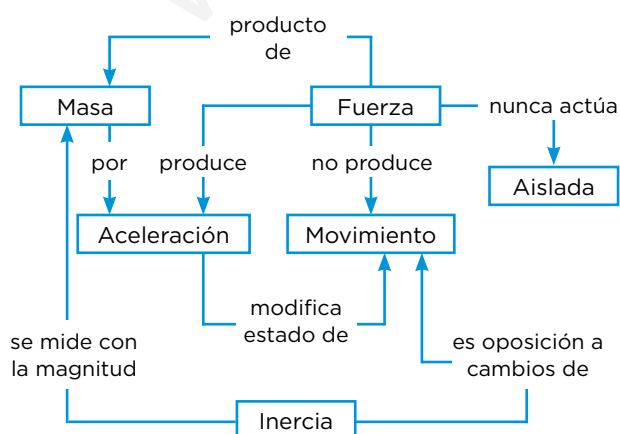 producto
de
Masa
Fuerza
nunca actúa
por
produce
no produce
Aislada
Aceleración
Movimiento
modifica
estado de
se mide con
la magnitud
es oposición a
cambios de
Inercia